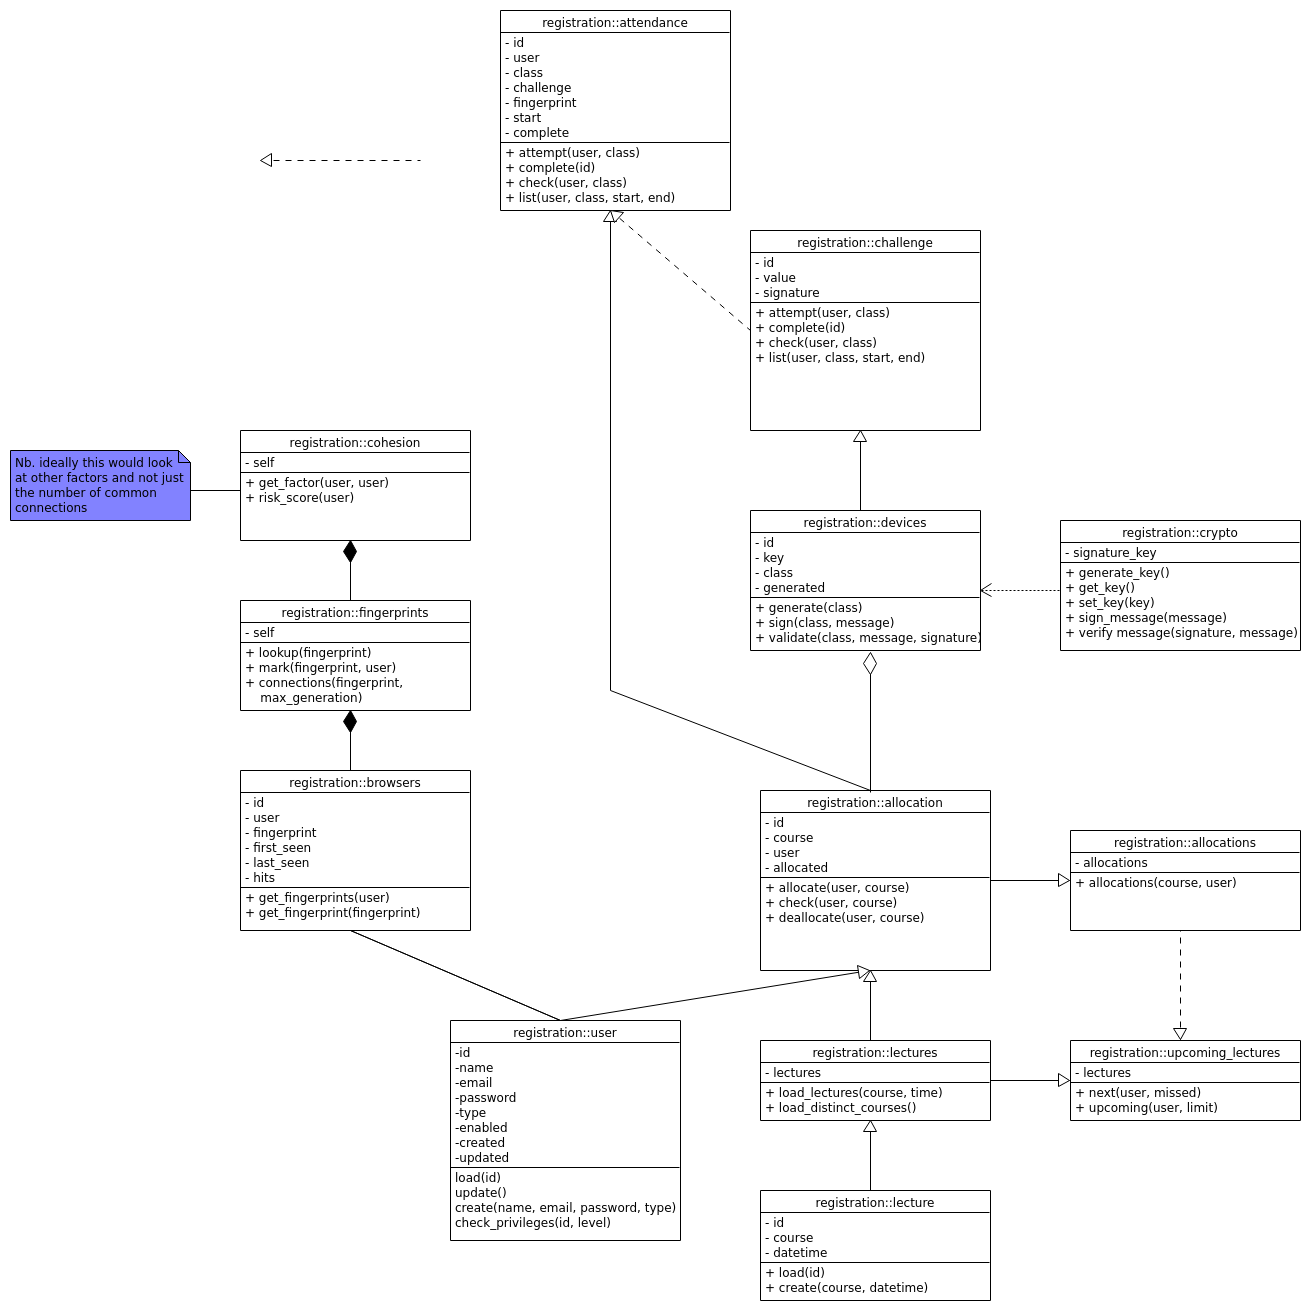 registration::attendance
- id
- user
- class
- challenge
- fingerprint
- start
- complete
+ attempt(user, class)
+ complete(id)
+ check(user, class)
+ list(user, class, start, end)
registration::challenge
- id
- value
- signature
+ attempt(user, class)
+ complete(id)
+ check(user, class)
+ list(user, class, start, end)
Nb. ideally this would look
at other factors and not just
the number of common
connections
registration::cohesion
- self
+ get_factor(user, user)
+ risk_score(user)
registration::devices
- id
- key
- class
- generated
+ generate(class)
+ sign(class, message)
+ validate(class, message, signature)
registration::crypto
- signature_key
+ generate_key()
+ get_key()
+ set_key(key)
+ sign_message(message)
+ verify message(signature, message)
registration::fingerprints
- self
+ lookup(fingerprint)
+ mark(fingerprint, user)
+ connections(fingerprint,
max_generation)
registration::browsers
- id
- user
- fingerprint
- first_seen
- last_seen
- hits
+ get_fingerprints(user)
+ get_fingerprint(fingerprint)
registration::allocation
- id
- course
- user
- allocated
+ allocate(user, course)
+ check(user, course)
+ deallocate(user, course)
registration::allocations
- allocations
+ allocations(course, user)
registration::user
-id
-name
-email
-password
-type
-enabled
-created
-updated
load(id)
update()
create(name, email, password, type)
check_privileges(id, level)
registration::lectures
- lectures
+ load_lectures(course, time)
+ load_distinct_courses()
registration::upcoming_lectures
- lectures
+ next(user, missed)
+ upcoming(user, limit)
registration::lecture
- id
- course
- datetime
+ load(id)
+ create(course, datetime)